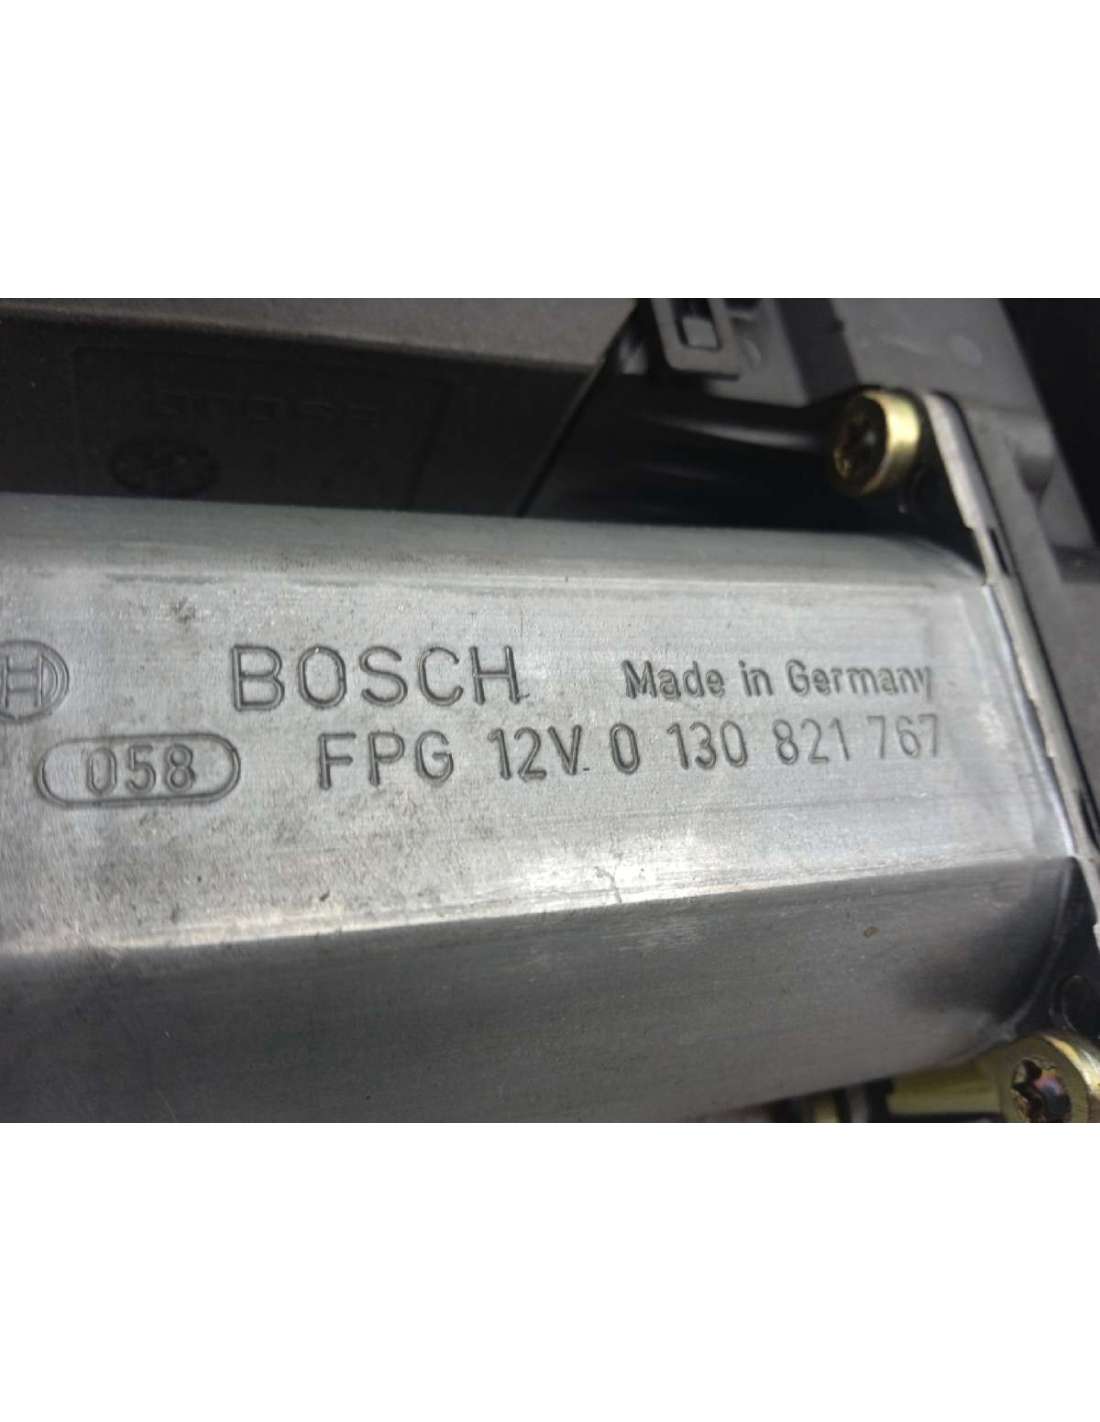 BOSCH Made in Germany
058 FPG 12V 0 130 821 767